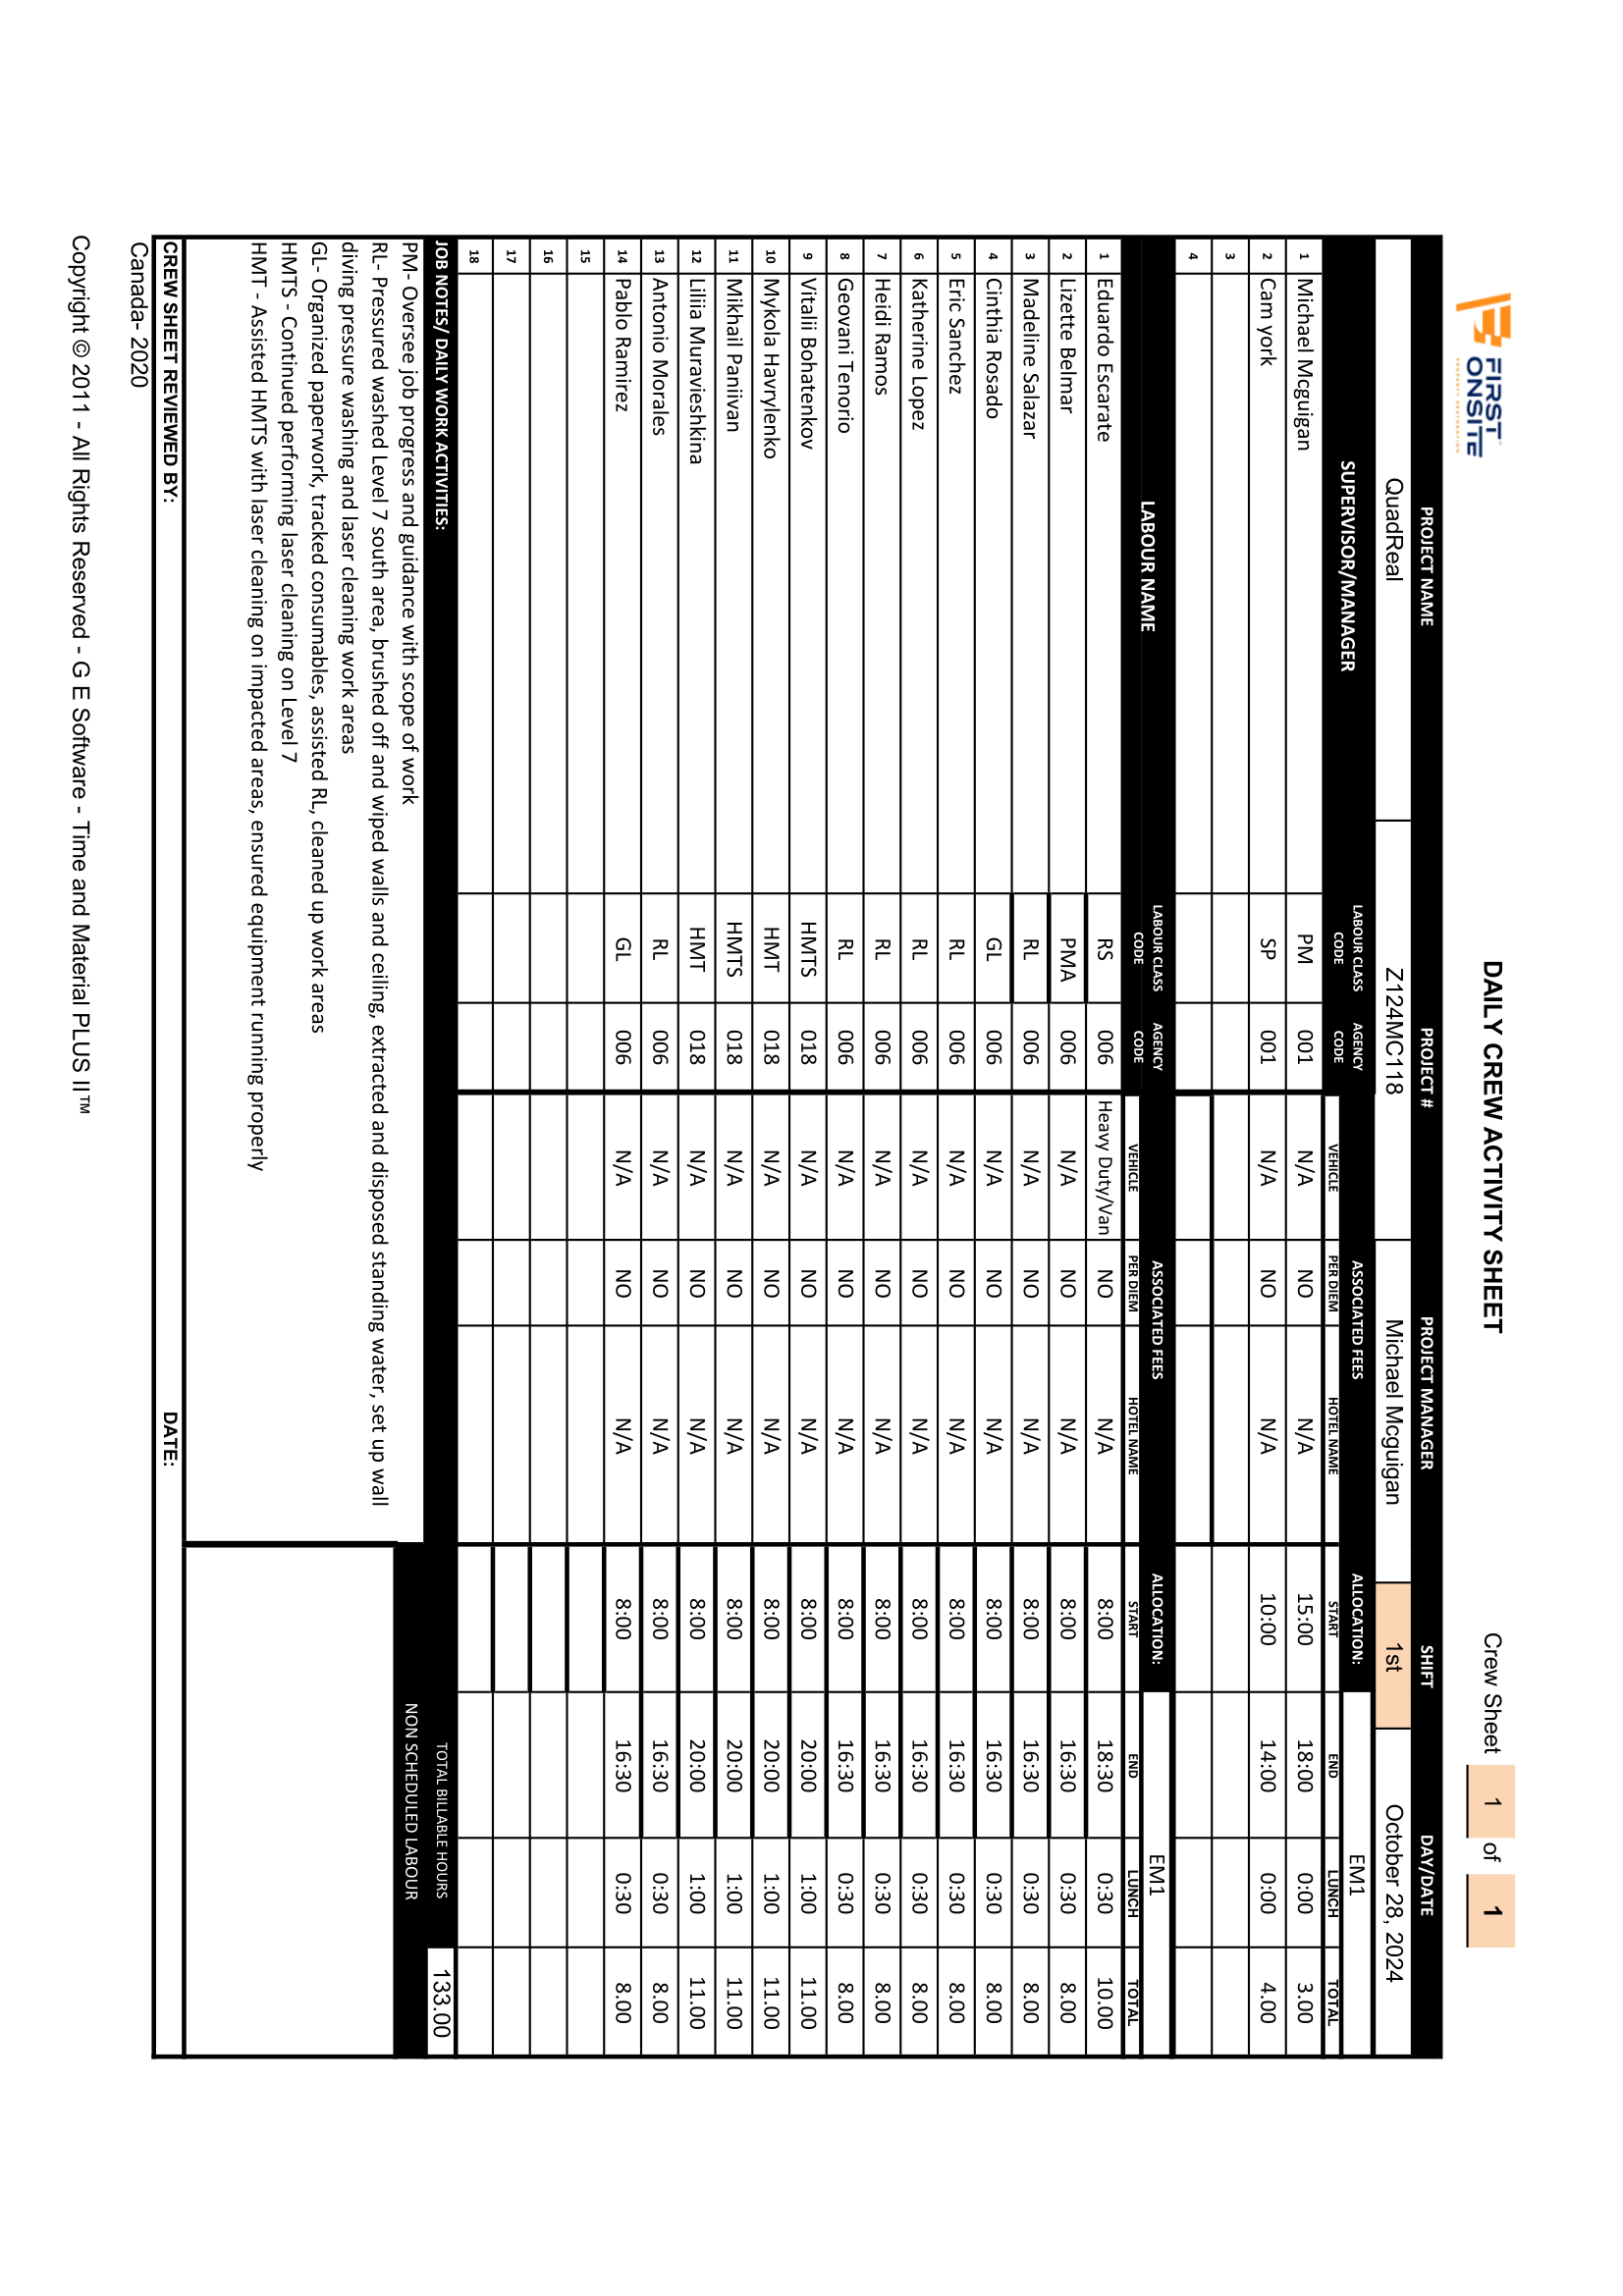 FIRST
ONSITE
PROPERTY RESTORATION
DAILY CREW ACTIVITY SHEET
Crew Sheet 1 of 1
PROJECT NAME PROJECT # PROJECT MANAGER SHIFT DAY/DATE
QuadReal Z124MC118 Michael Mcguigan 1st October 28, 2024
SUPERVISOR/MANAGER LABOUR CLASS CODE AGENCY CODE ASSOCIATED FEES ALLOCATION: EM1
VEHICLE PER DIEM HOTEL NAME START END LUNCH TOTAL
1 Michael Mcguigan PM 001 N/A NO N/A 15:00 18:00 0:00 3.00
2 Cam york SP 001 N/A NO N/A 10:00 14:00 0:00 4.00
3
4
LABOUR NAME LABOUR CLASS CODE AGENCY CODE ASSOCIATED FEES ALLOCATION: EM1
VEHICLE PER DIEM HOTEL NAME START END LUNCH TOTAL
1 Eduardo Escarate RS 006 Heavy Duty/Van NO N/A 8:00 18:30 0:30 10.00
2 Lizette Belmar PMA 006 N/A NO N/A 8:00 16:30 0:30 8.00
3 Madeline Salazar RL 006 N/A NO N/A 8:00 16:30 0:30 8.00
4 Cinthia Rosado GL 006 N/A NO N/A 8:00 16:30 0:30 8.00
5 Eric Sanchez RL 006 N/A NO N/A 8:00 16:30 0:30 8.00
6 Katherine Lopez RL 006 N/A NO N/A 8:00 16:30 0:30 8.00
7 Heidi Ramos RL 006 N/A NO N/A 8:00 16:30 0:30 8.00
8 Geovani Tenorio RL 006 N/A NO N/A 8:00 16:30 0:30 8.00
9 Vitalii Bohatenkov HMTS 018 N/A NO N/A 8:00 20:00 1:00 11.00
10 Mykola Havrylenko HMT 018 N/A NO N/A 8:00 20:00 1:00 11.00
11 Mikhail Paniivan HMTS 018 N/A NO N/A 8:00 20:00 1:00 11.00
12 Liliia Muravieshkina HMT 018 N/A NO N/A 8:00 20:00 1:00 11.00
13 Antonio Morales RL 006 N/A NO N/A 8:00 16:30 0:30 8.00
14 Pablo Ramirez GL 006 N/A NO N/A 8:00 16:30 0:30 8.00
15
16
17
18
JOB NOTES/ DAILY WORK ACTIVITIES: TOTAL BILLABLE HOURS 133.00
NON SCHEDULED LABOUR
PM- Oversee job progress and guidance with scope of work
RL- Pressured washed Level 7 south area, brushed off and wiped walls and ceiling, extracted and disposed standing water, set up wall
diving pressure washing and laser cleaning work areas
GL- Organized paperwork, tracked consumables, assisted RL, cleaned up work areas
HMTS - Continued performing laser cleaning on Level 7
HMT - Assisted HMTS with laser cleaning on impacted areas, ensured equipment running properly
CREW SHEET REVIEWED BY: DATE:
Canada- 2020
Copyright © 2011 - All Rights Reserved - G E Software - Time and Material PLUS II™